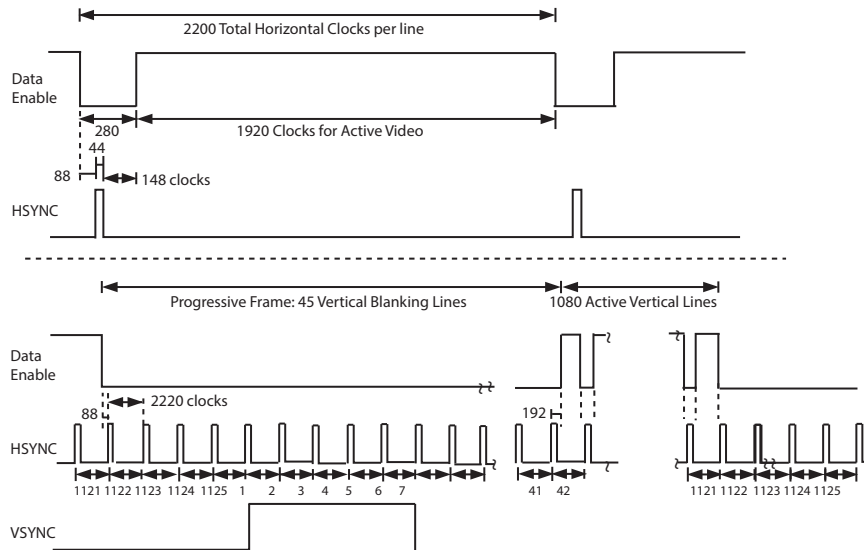 2200 Total Horizontal Clocks per line
Data
Enable
280
1920 Clocks for Active Video
44
88
148 clocks
HSYNC
Progressive Frame: 45 Vertical Blanking Lines
1080 Active Vertical Lines
Data
Enable
88
2220 clocks
192
HSYNC
1121 1122 1123 1124 1125 1 2 3 4 5 6 7 41 42 1121 1122 1123 1124 1125
VSYNC